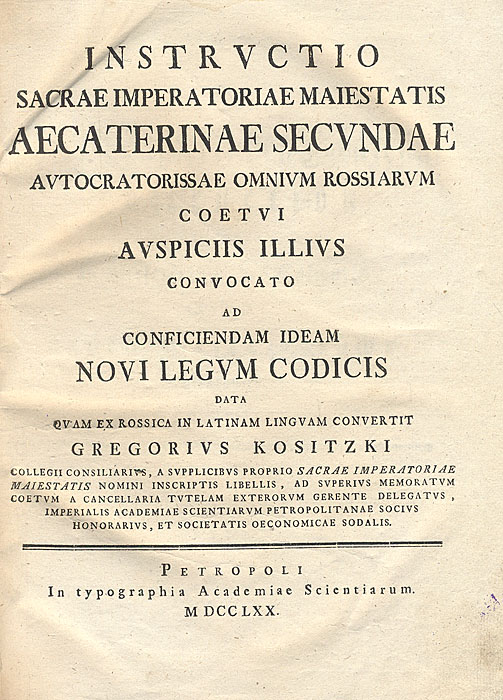 INSTRVCTIO
SACRAE IMPERATORIAE MAIESTATIS
AECATERINAE SECVNDAE
AVTOCRATORISSAE OMNIVM ROSSIARVM
COETVI
AVSPICIIS ILLIVS
CONVOCATO
AD
CONFICIENDAM IDEAM
NOVI LEGVM CODICIS
DATA
QVAM EX ROSSICA IN LATINAM LINGVAM CONVERTIT
GREGORIVS KOSITZKI
COLLEGII CONSILIARIVS, A SVPPLICIBVS PROPRIO SACRAE IMPERATORIAE
MAIESTATIS NOMINI INSCRIPTIS LIBELLIS, AD SVPERIVS MEMORATVM
COETVM A CANCELLARIA TVTELAM EXTERORVM GERENTE DELEGATVS,
IMPERIALIS ACADEMIAE SCIENTIARVM PETROPOLITANAE SOCIVS
HONORARIVS, ET SOCIETATIS OECONOMICAE SODALIS.
PETROPOLI
In typographia Academiae Scientiarum.
M DCC LXX.